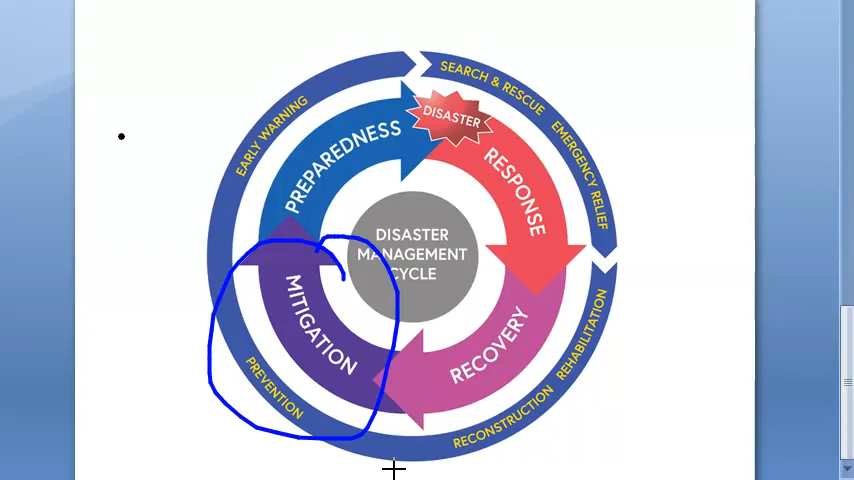 SEARCH & RESCUE
EMERGENCY RELIEF
EARLY WARNING
DISASTER
PREPAREDNESS
RESPONSE
DISASTER
MANAGEMENT
CYCLE
MITIGATION
RECOVERY
REHABILITATION
PREVENTION
RECONSTRUCTION